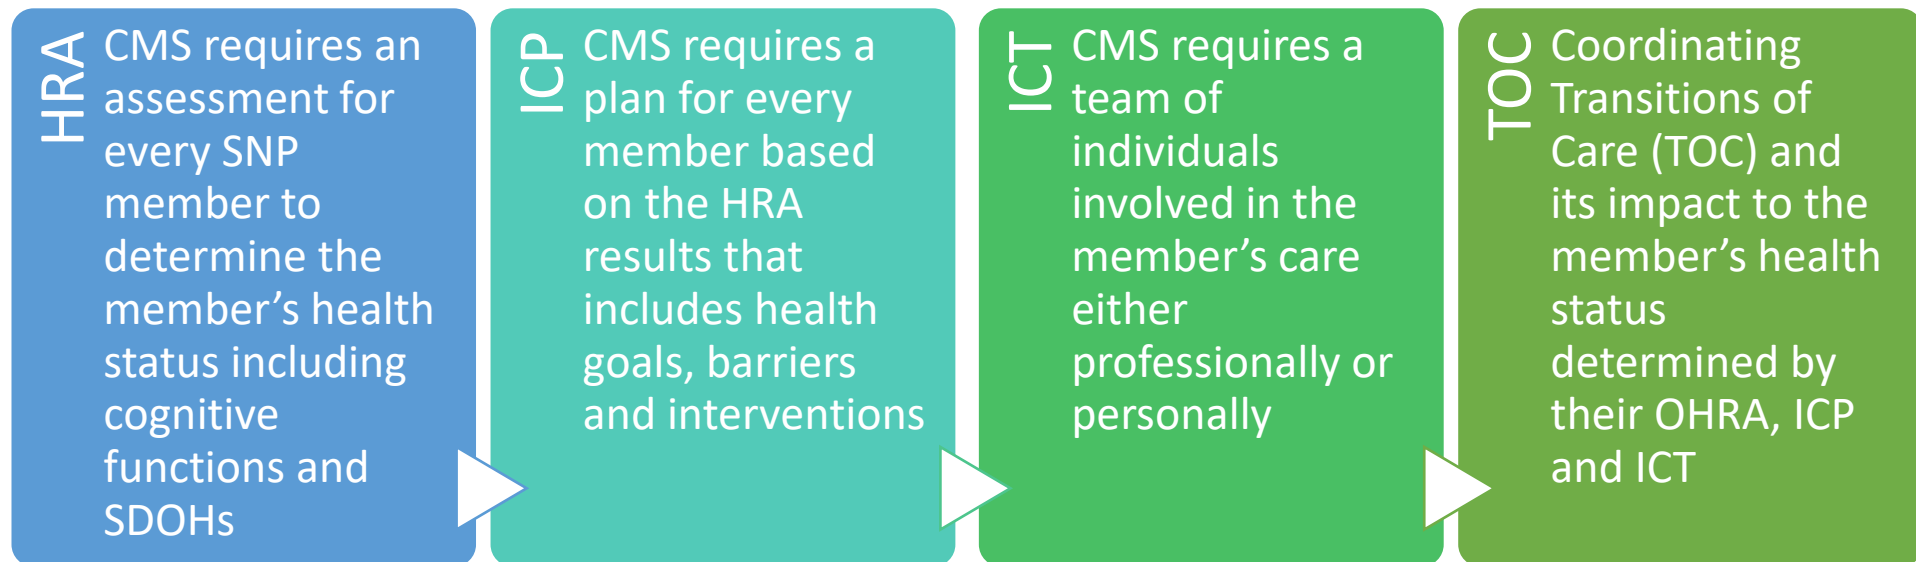 HRA
CMS requires an
assessment for
every SNP
member to
determine the
member’s health
status including
cognitive
functions and
SDOHs
ICP
CMS requires a
plan for every
member based
on the HRA
results that
includes health
goals, barriers
and interventions
ICT
CMS requires a
team of
individuals
involved in the
member’s care
either
professionally or
personally
TOC
Coordinating
Transitions of
Care (TOC) and
its impact to the
member’s health
status
determined by
their OHRA, ICP
and ICT